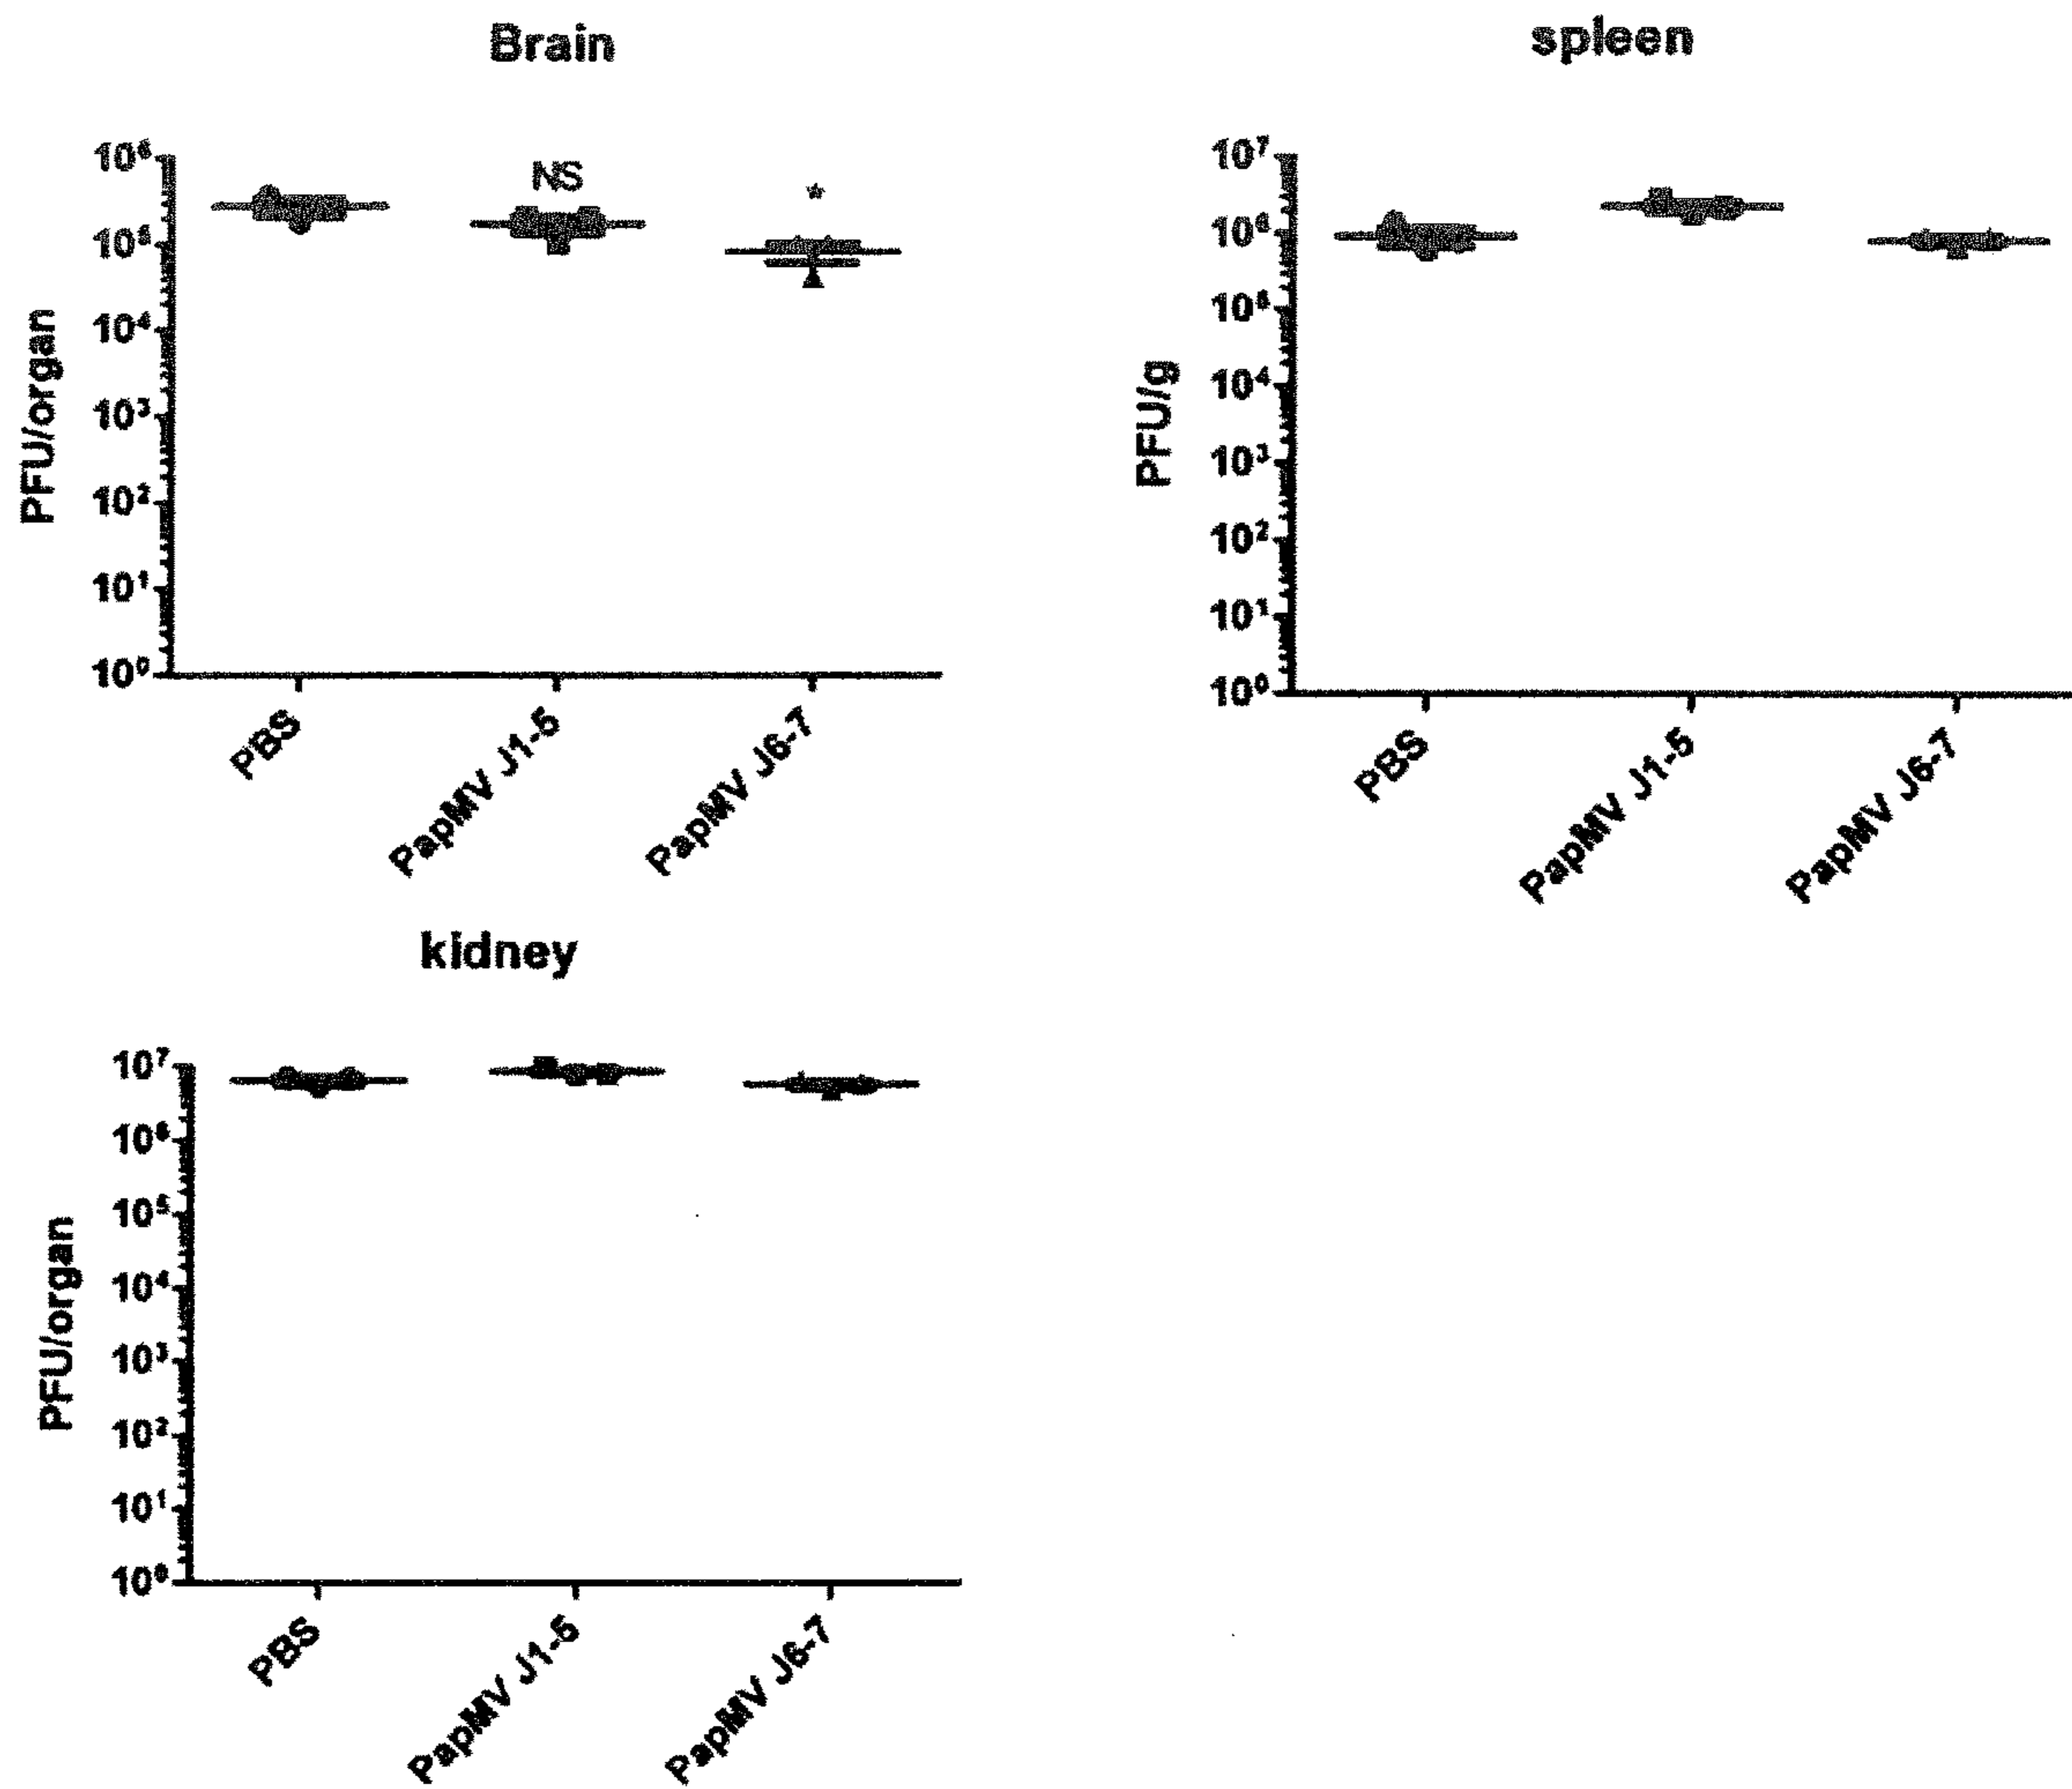 Brain
PFU/organ
10⁶
10⁵
10⁴
10³
10²
10¹
10⁰
NS
*
PBS
PapMV J1-5
PapMV J6-7
spleen
PFU/g
10⁷
10⁶
10⁵
10⁴
10³
10²
10¹
10⁰
PBS
PapMV J1-5
PapMV J6-7
kidney
PFU/organ
10⁷
10⁶
10⁵
10⁴
10³
10²
10¹
10⁰
PBS
PapMV J1-5
PapMV J6-7